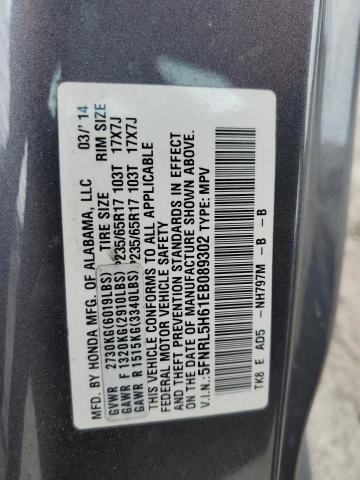 MFD. BY HONDA MFG. OF ALABAMA, LLC 03/'14
TIRE SIZE RIM SIZE
GVWR 2730KG(6019LBS)
GAWR F 1320KG(2910LBS) P235/65R17 103T 17X7J
GAWR R 1515KG(3340LBS) P235/65R17 103T 17X7J
THIS VEHICLE CONFORMS TO ALL APPLICABLE
FEDERAL MOTOR VEHICLE SAFETY
AND THEFT PREVENTION STANDARDS IN EFFECT
ON THE DATE OF MANUFACTURE SHOWN ABOVE.
V.I.N.:5FNRL5H61EB089302 TYPE: MPV
TK8 E AD5 - NH797M - B - B